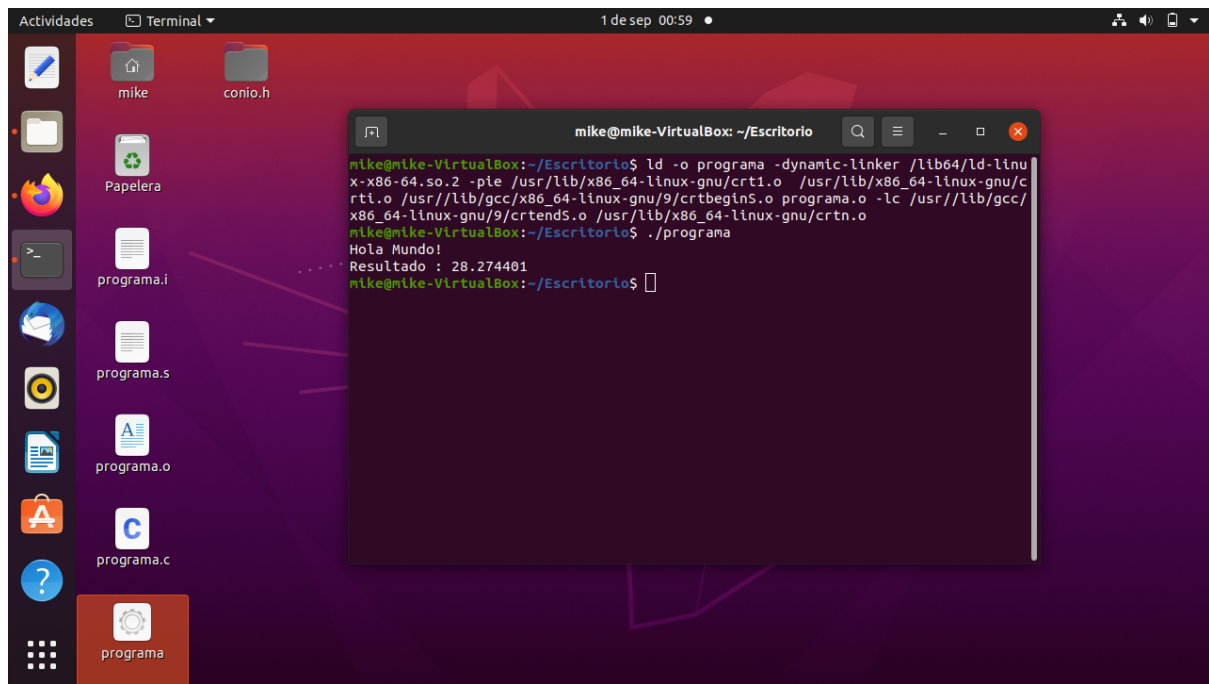 Actividades
Terminal
1 de sep 00:59
mike
conio.h
Papelera
programa.i
programa.s
programa.o
programa.c
programa
mike@mike-VirtualBox: ~/Escritorio
mike@mike-VirtualBox:~/Escritorio$ ld -o programa -dynamic-linker /lib64/ld-linu
x-x86-64.so.2 -pie /usr/lib/x86_64-linux-gnu/crt1.o  /usr/lib/x86_64-linux-gnu/c
rti.o /usr//lib/gcc/x86_64-linux-gnu/9/crtbeginS.o programa.o -lc /usr//lib/gcc/
x86_64-linux-gnu/9/crtendS.o /usr/lib/x86_64-linux-gnu/crtn.o
mike@mike-VirtualBox:~/Escritorio$ ./programa
Hola Mundo!
Resultado : 28.274401
mike@mike-VirtualBox:~/Escritorio$